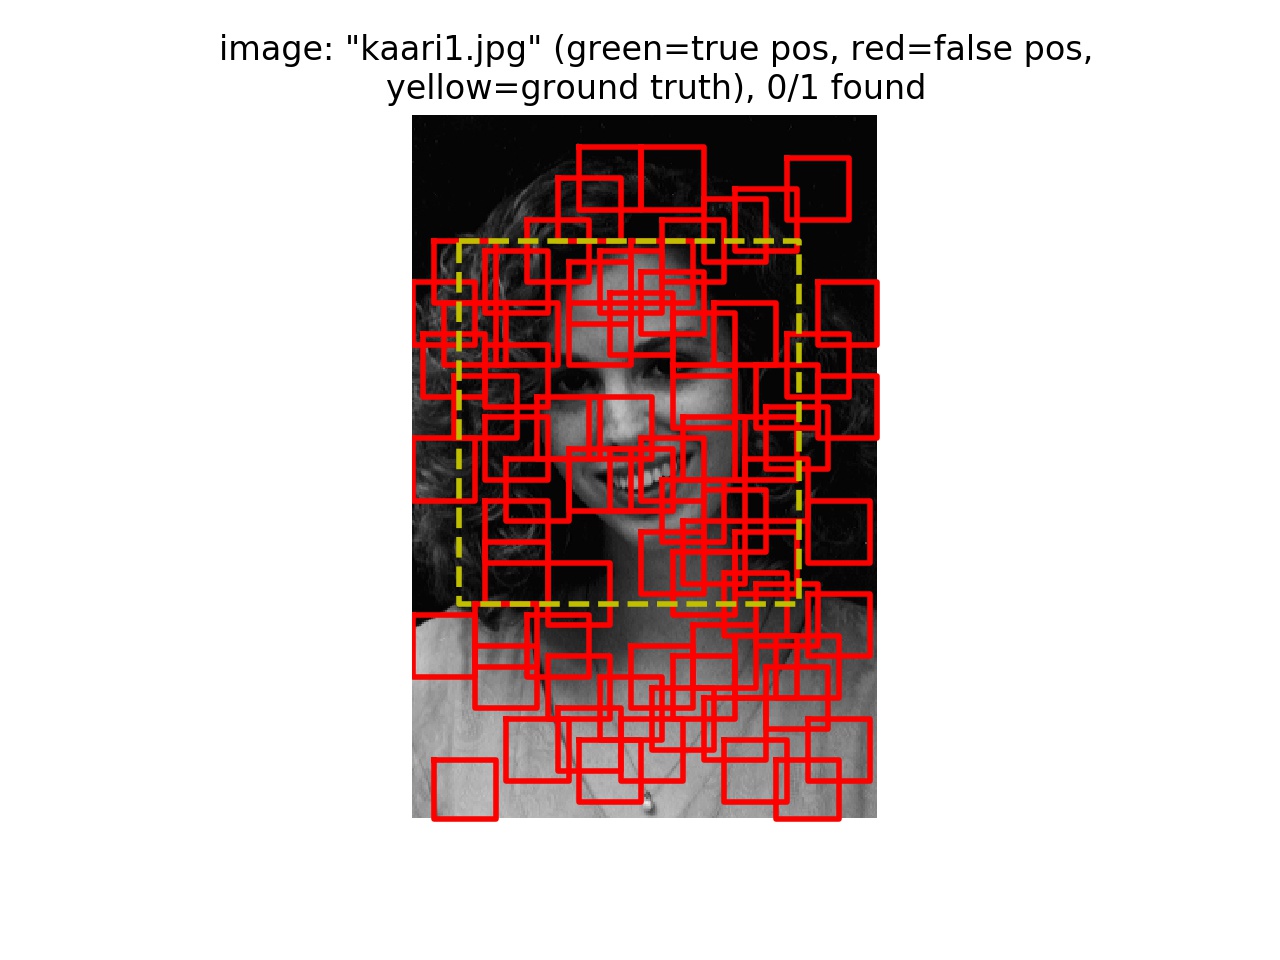 image: "kaari1.jpg" (green=true pos, red=false pos,
yellow=ground truth), 0/1 found